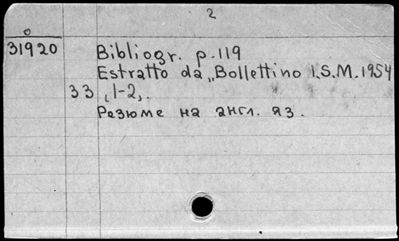 2
31920 Bibliogr. p. 119
Estratto da „Bollettino I.S.M. 1954
33, 1-2,.
Резюме на англ. яз.